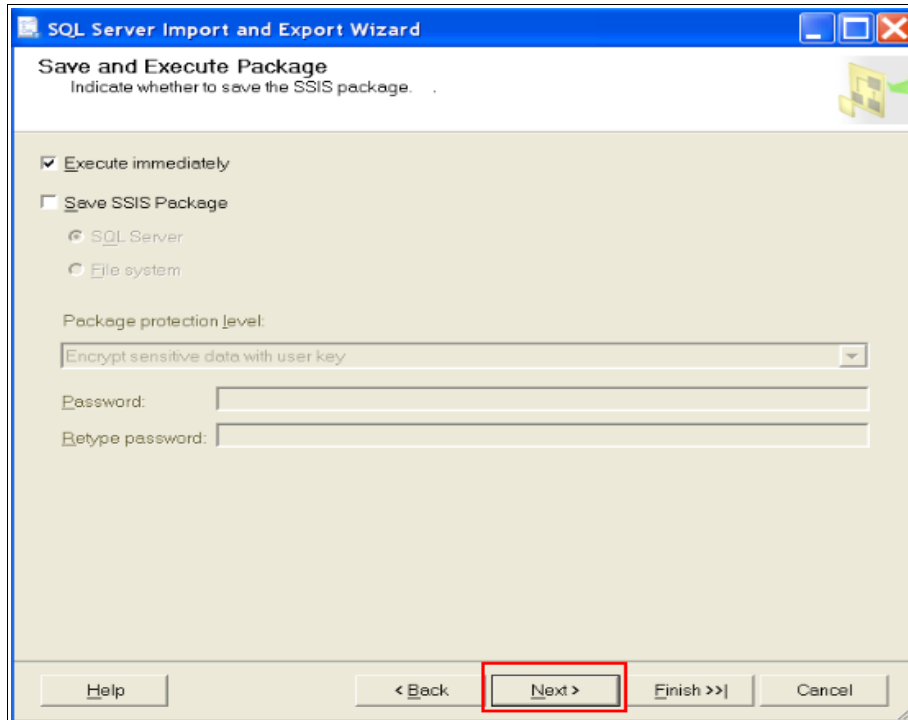 SQL Server Import and Export Wizard
Save and Execute Package
Indicate whether to save the SSIS package. .
Execute immediately
Save SSIS Package
SQL Server
File system
Package protection level:
Encrypt sensitive data with user key
Password:
Retype password:
Help
< Back
Next >
Finish >>|
Cancel